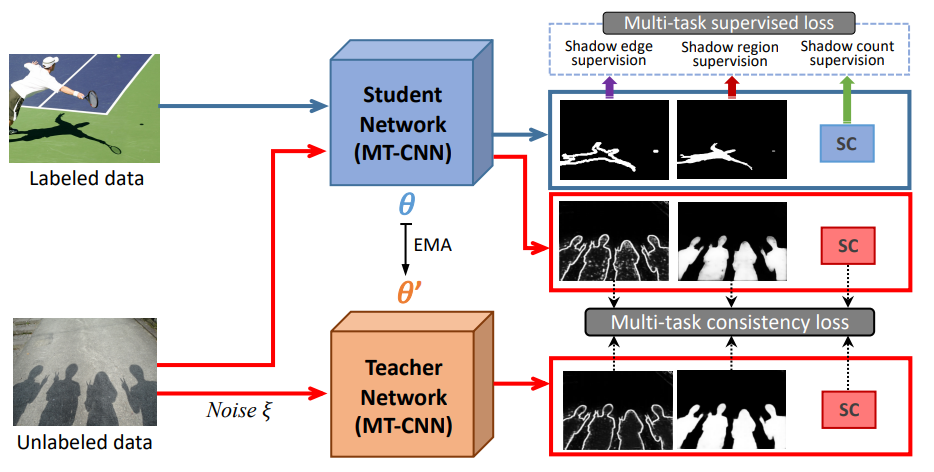 Multi-task supervised loss
Shadow edge supervision
Shadow region supervision
Shadow count supervision
Labeled data
Student Network (MT-CNN)
SC
θ
EMA
θ’
SC
Multi-task consistency loss
Unlabeled data
Noise ξ
Teacher Network (MT-CNN)
SC